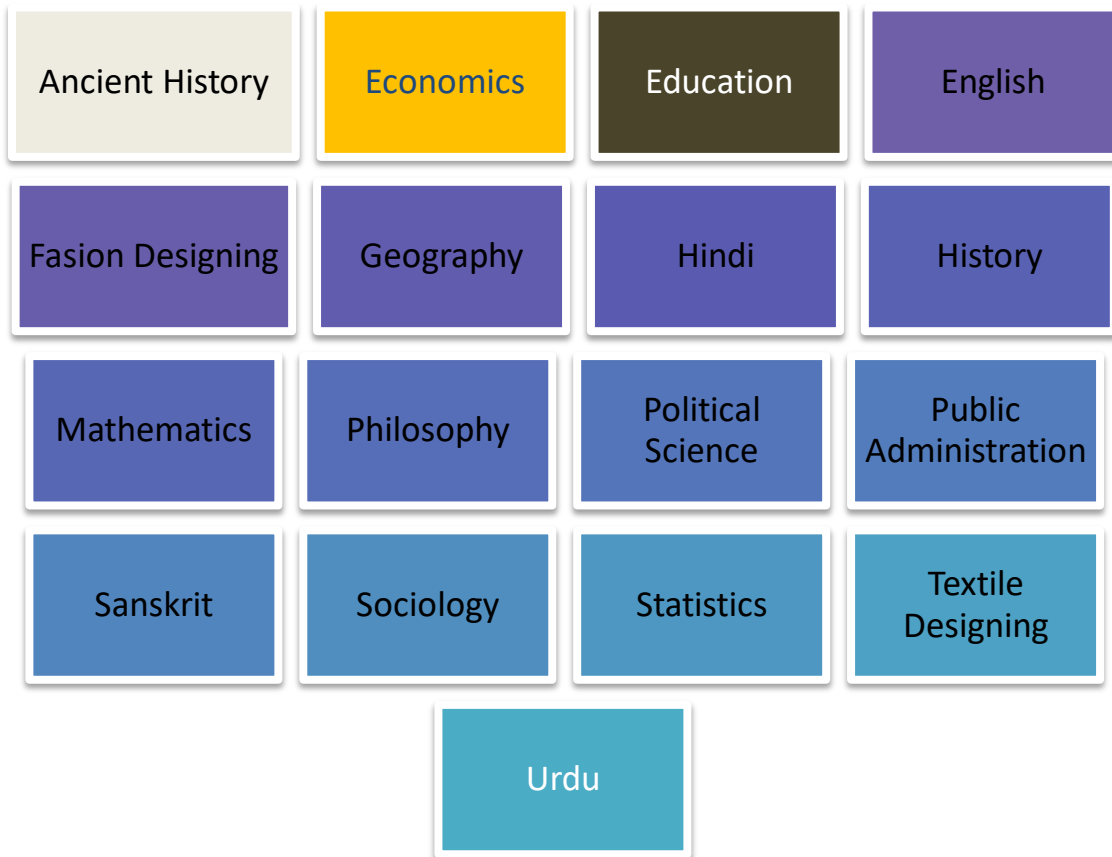 Ancient History
Economics
Education
English
Fasion Designing
Geography
Hindi
History
Mathematics
Philosophy
Political
Science
Public
Administration
Sanskrit
Sociology
Statistics
Textile
Designing
Urdu